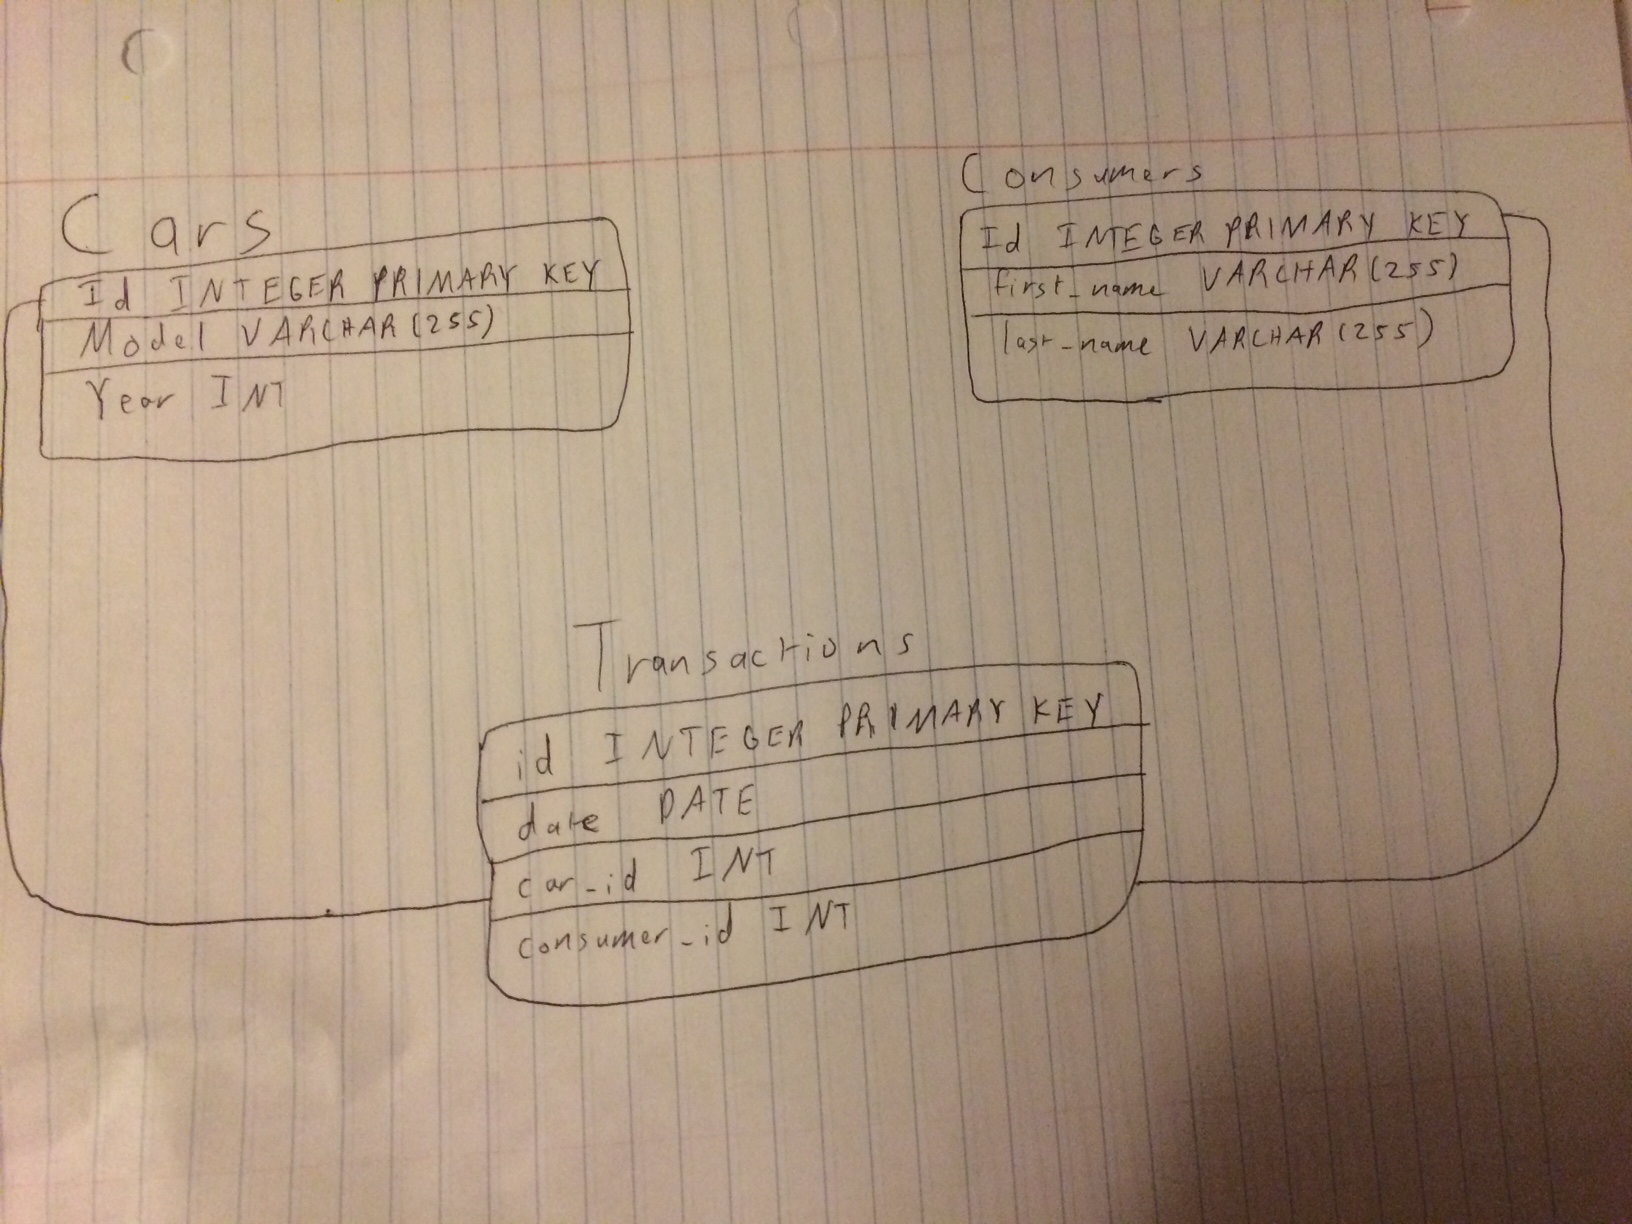 Cars
Id INTEGER PRIMARY KEY
Model VARCHAR(255)
Year INT
Consumers
Id INTEGER PRIMARY KEY
first_name VARCHAR(255)
last_name VARCHAR(255)
Transactions
id INTEGER PRIMARY KEY
date DATE
car_id INT
consumer_id INT